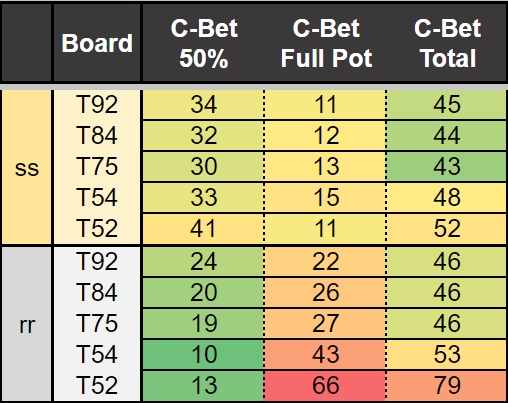 Board C-Bet 50% C-Bet Full Pot C-Bet Total
ss
T92 34 11 45
T84 32 12 44
T75 30 13 43
T54 33 15 48
T52 41 11 52
rr
T92 24 22 46
T84 20 26 46
T75 19 27 46
T54 10 43 53
T52 13 66 79